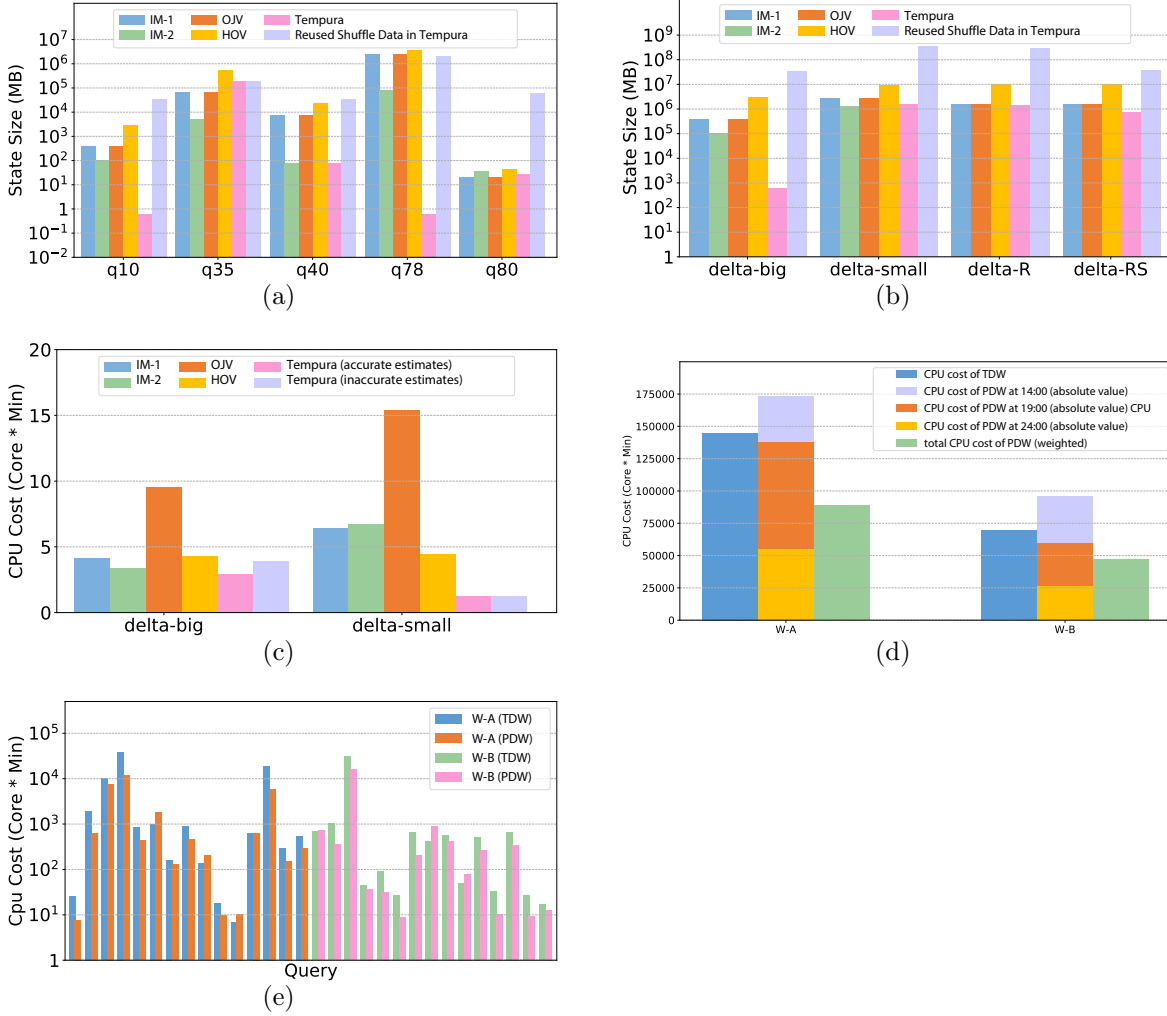 IM-1 OJV Tempura
IM-2 HOV Reused Shuffle Data in Tempura
State Size (MB)
10^7
10^6
10^5
10^4
10^3
10^2
10^1
1
10^−1
10^−2
q10 q35 q40 q78 q80
(a)
IM-1 OJV Tempura
IM-2 HOV Reused Shuffle Data in Tempura
State Size (MB)
10^9
10^8
10^7
10^6
10^5
10^4
10^3
10^2
10^1
1
delta-big delta-small delta-R delta-RS
(b)
IM-1 OJV Tempura (accurate estimates)
IM-2 HOV Tempura (inaccurate estimates)
CPU Cost (Core * Min)
20
15
10
5
0
delta-big delta-small
(c)
CPU cost of TDW
CPU cost of PDW at 14:00 (absolute value)
CPU cost of PDW at 19:00 (absolute value) CPU
CPU cost of PDW at 24:00 (absolute value)
total CPU cost of PDW (weighted)
CPU Cost (Core * Min)
175000
150000
125000
100000
75000
50000
25000
0
W-A W-B
(d)
W-A (TDW)
W-A (PDW)
W-B (TDW)
W-B (PDW)
Cpu Cost (Core * Min)
10^5
10^4
10^3
10^2
10^1
1
Query
(e)